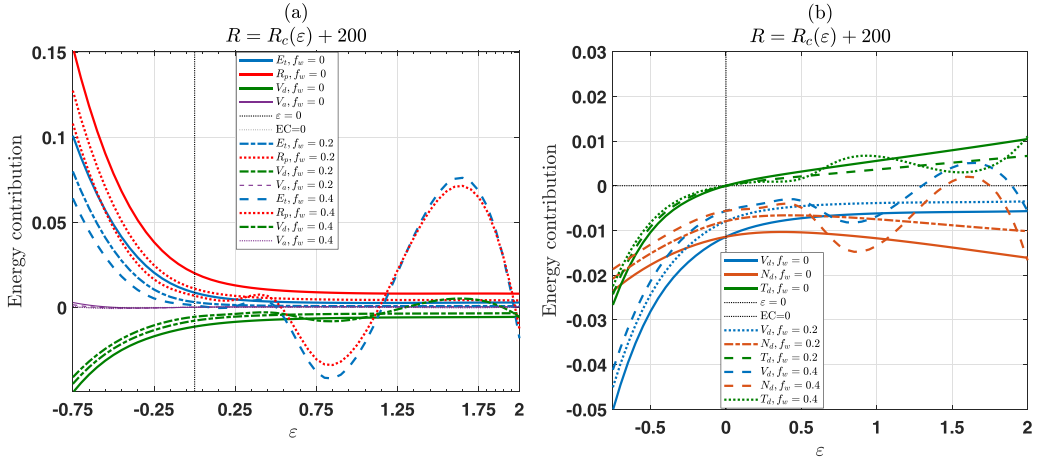 (a)
R = R_c(ε) + 200
Energy contribution
0.15
0.1
0.05
0
E_t, f_w = 0
R_p, f_w = 0
V_d, f_w = 0
V_a, f_w = 0
ε = 0
EC=0
E_t, f_w = 0.2
R_p, f_w = 0.2
V_d, f_w = 0.2
V_a, f_w = 0.2
E_t, f_w = 0.4
R_p, f_w = 0.4
V_d, f_w = 0.4
V_a, f_w = 0.4
-0.75 -0.25 0.25 0.75 1.25 1.75 2
ε
(b)
R = R_c(ε) + 200
Energy contribution
0.03
0.02
0.01
0
-0.01
-0.02
-0.03
-0.04
-0.05
V_d, f_w = 0
N_d, f_w = 0
T_d, f_w = 0
ε = 0
EC=0
V_d, f_w = 0.2
N_d, f_w = 0.2
T_d, f_w = 0.2
V_d, f_w = 0.4
N_d, f_w = 0.4
T_d, f_w = 0.4
-0.5 0 0.5 1 1.5 2
ε